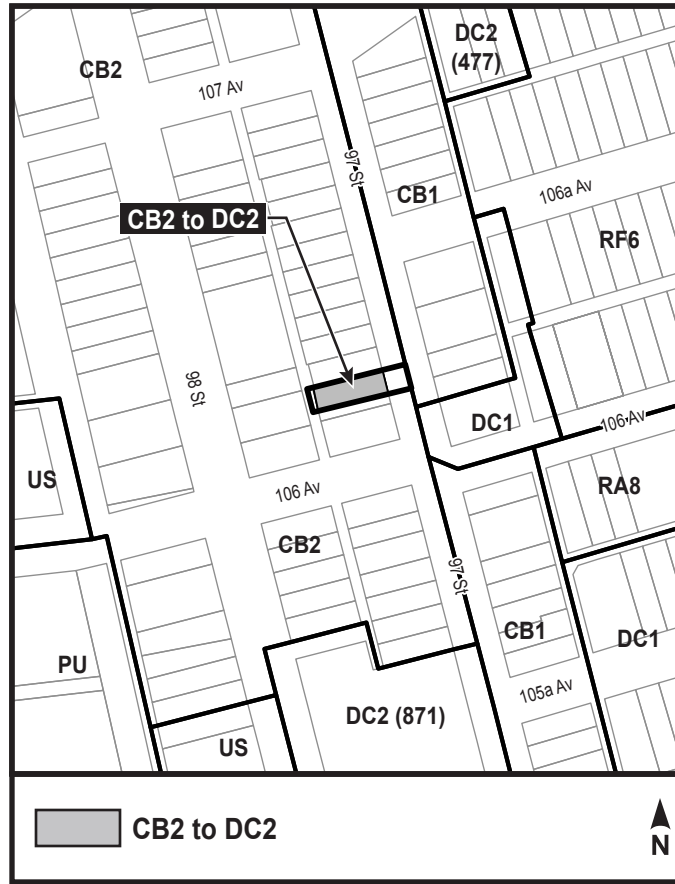 DC2
(477)
CB2
107 Av
97 St
CB1
106a Av
CB2 to DC2
RF6
98 St
DC1
106 Av
US
RA8
106 Av
CB2
97 St
CB1
DC1
PU
105a Av
DC2 (871)
US
CB2 to DC2
N